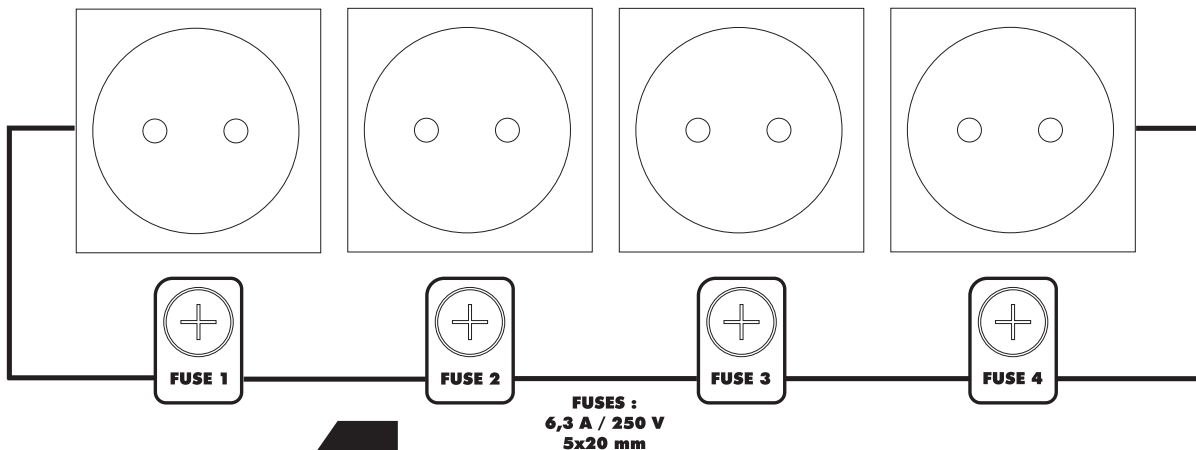 FUSE 1
FUSE 2
FUSE 3
FUSE 4
FUSES :
6,3 A / 250 V
5x20 mm